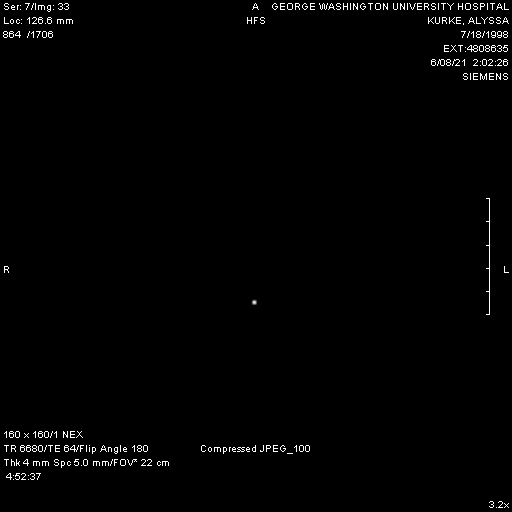 Ser: 7/Img: 33
Loc: 126.6 mm
864 /1706
A
HFS
GEORGE WASHINGTON UNIVERSITY HOSPITAL
KURKE, ALYSSA
7/18/1998
EXT:4808635
6/08/21 2:02:26
SIEMENS
R
L
160 x 160/1 NEX
TR 6680/TE 64/Flip Angle 180
Thk 4 mm Spc 5.0 mm/FOV* 22 cm
4:52:37
Compressed JPEG_100
3.2x